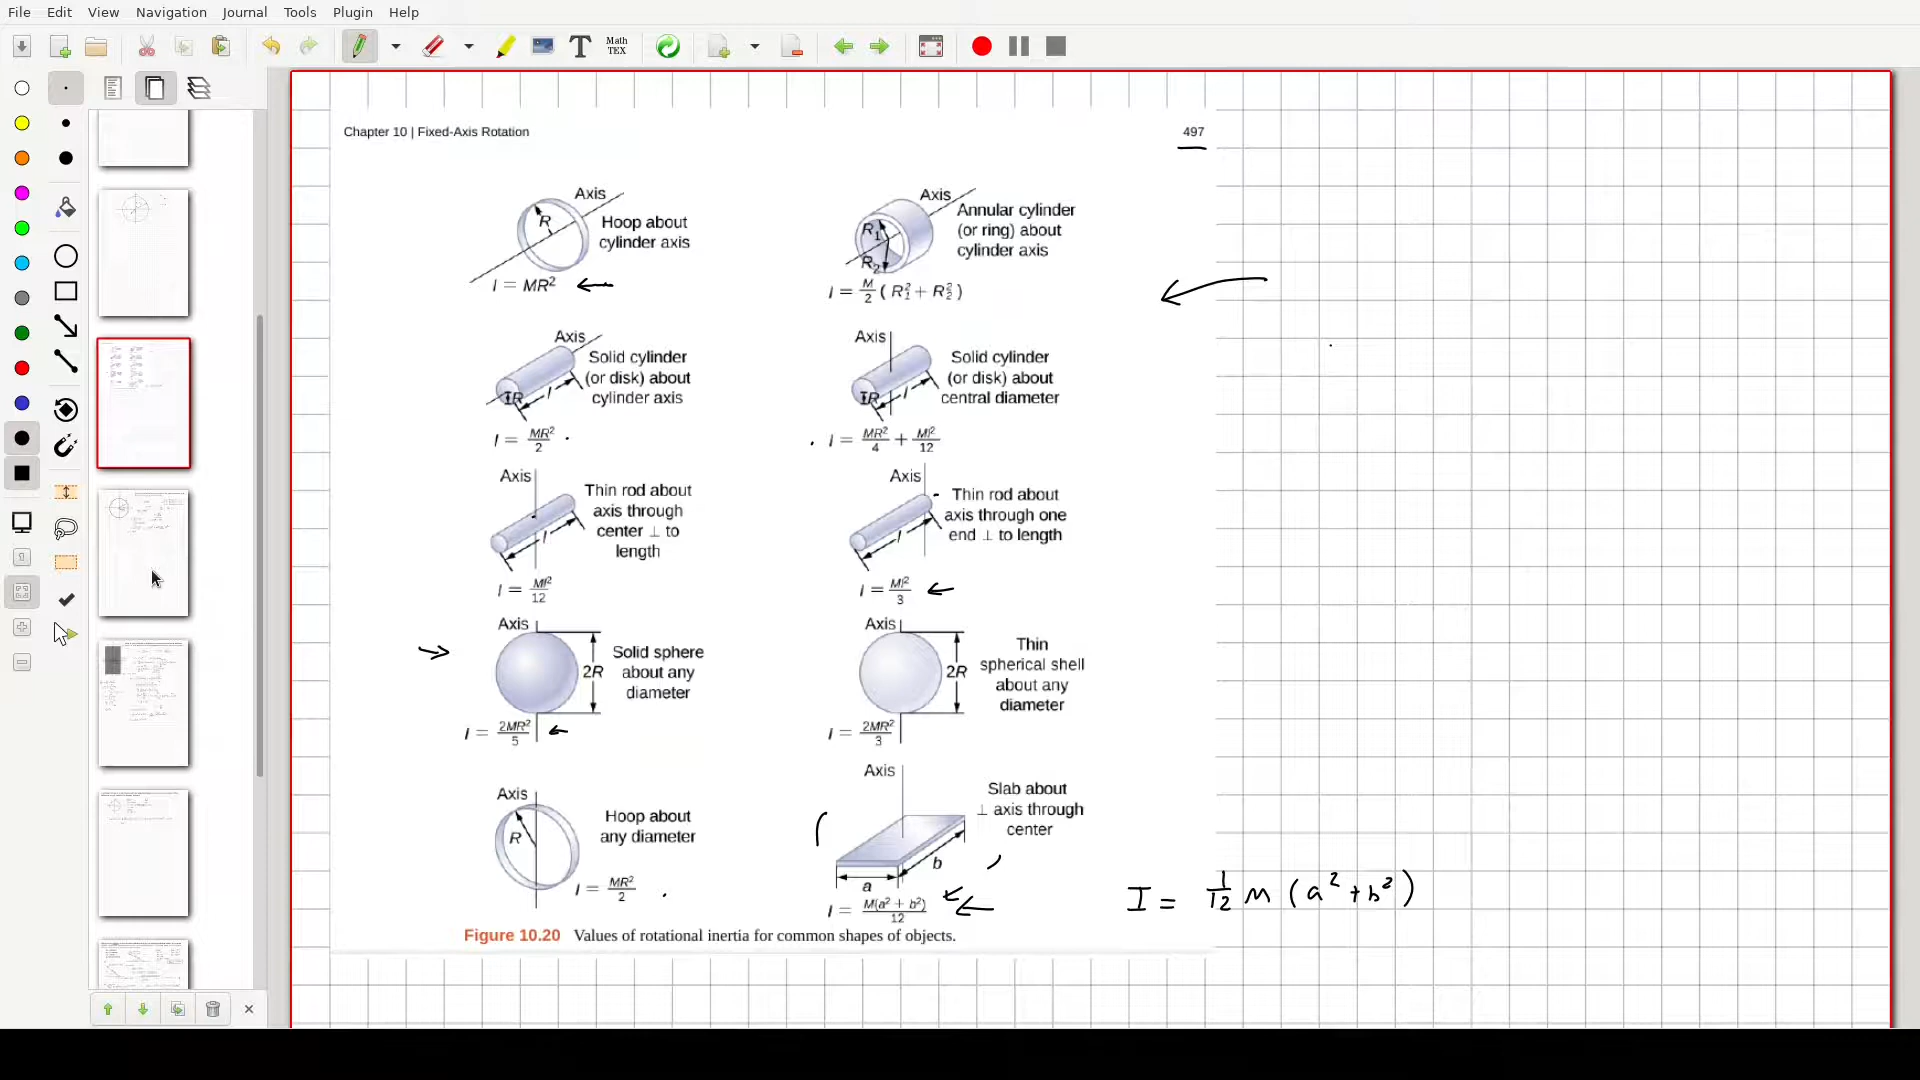 File Edit View Navigation Journal Tools Plugin Help
T
Math
TEX
Chapter 10 | Fixed-Axis Rotation
497
Axis
R
Hoop about
cylinder axis
I = MR²
Axis
R₁
R₂
Annular cylinder
(or ring) about
cylinder axis
I = M/2 ( R₁² + R₂² )
Axis
R
l
Solid cylinder
(or disk) about
cylinder axis
I = MR²/2
Axis
R
l
Solid cylinder
(or disk) about
central diameter
I = MR²/4 + Ml²/12
Axis
l
Thin rod about
axis through
center ⊥ to
length
I = Ml²/12
Axis
l
Thin rod about
axis through one
end ⊥ to length
I = Ml²/3
Axis
2R
Solid sphere
about any
diameter
I = 2MR²/5
Axis
2R
Thin
spherical shell
about any
diameter
I = 2MR²/3
Axis
R
Hoop about
any diameter
I = MR²/2
Axis
Slab about
⊥ axis through
center
a
b
I = M(a² + b²)/12
I = 1/12 M (a² + b²)
Figure 10.20 Values of rotational inertia for common shapes of objects.